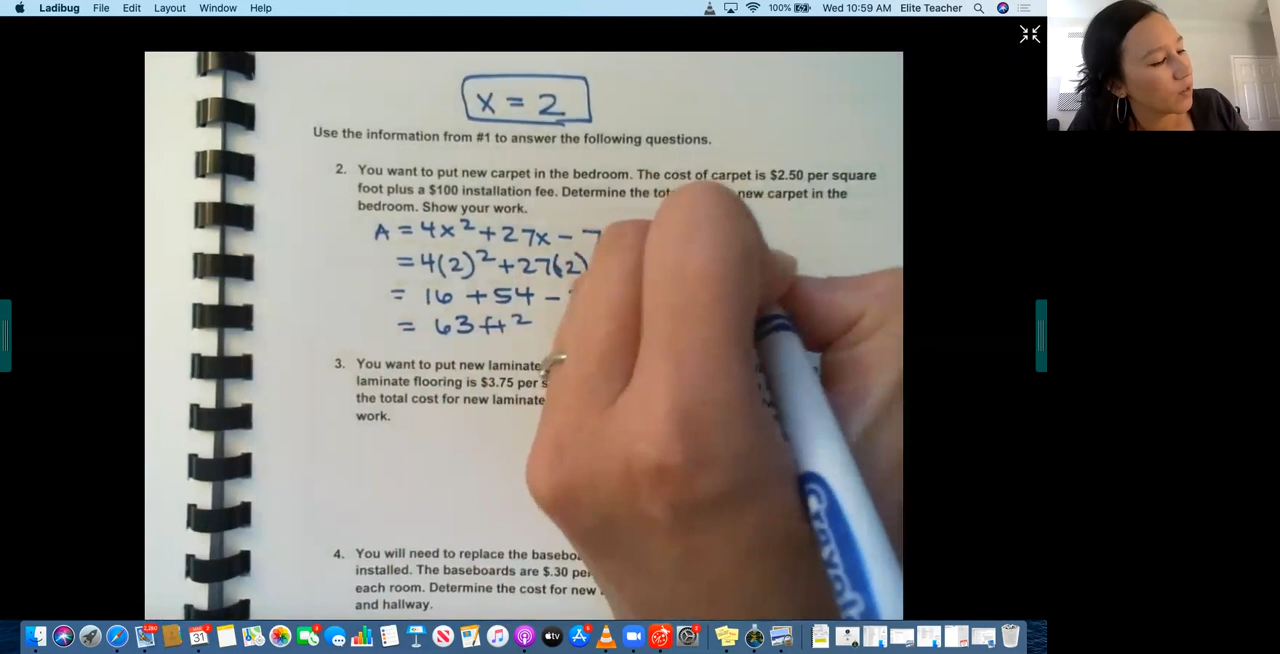 Ladibug File Edit Layout Window Help 100% Wed 10:59 AM Elite Teacher
x = 2
Use the information from #1 to answer the following questions.
2. You want to put new carpet in the bedroom. The cost of carpet is $2.50 per square
foot plus a $100 installation fee. Determine the new carpet in the
bedroom. Show your work.
A = 4x² + 27x - 7
= 4(2)² + 27(2)
= 16 + 54 -
= 63 ft²
3. You want to put new laminate
laminate flooring is $3.75 per
the total cost for new laminate
work.
4. You will need to replace the
installed. The baseboards are $.30
each room. Determine the cost for new
and hallway.
Crayola